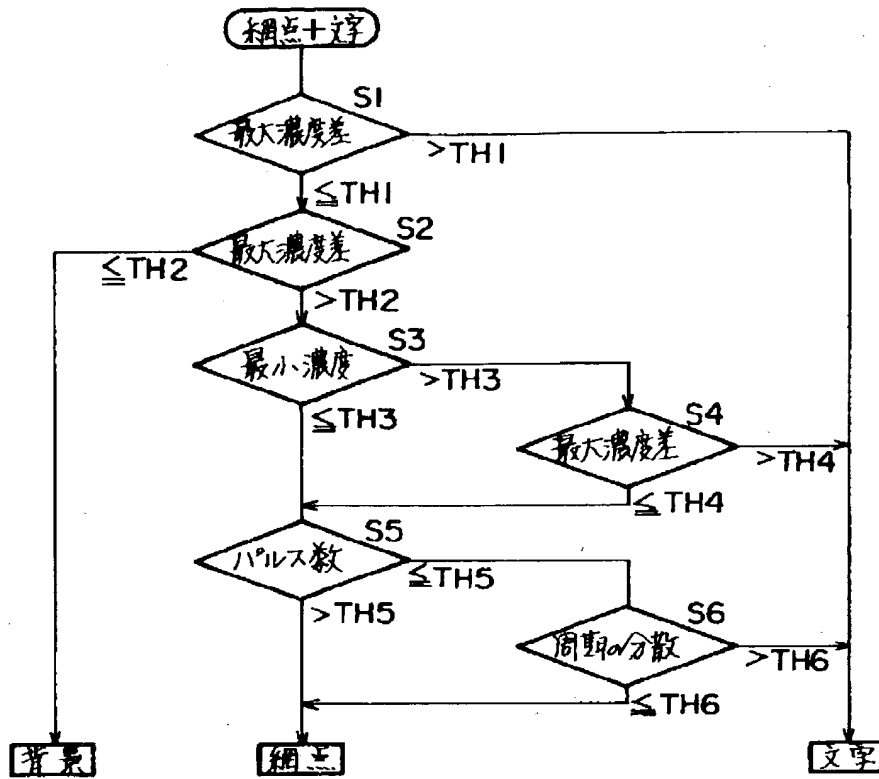 網点+文字
S1
最大濃度差
>TH1
≦TH1
S2
最大濃度差
≦TH2
>TH2
S3
最小濃度
>TH3
≦TH3
S4
最大濃度差
>TH4
≦TH4
S5
パルス数
≦TH5
>TH5
S6
周期の分散
>TH6
≦TH6
背景
網点
文字